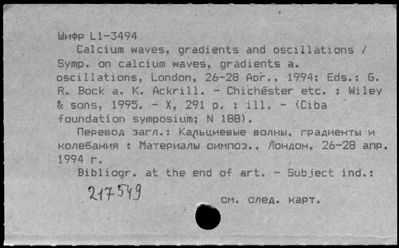 Шифр L1-3494
Calcium waves, gradients and oscillations /
Symp. on calcium waves, gradients a.
oscillations, London, 26-28 Apr., 1994; Eds.: G.
R. Bock a. K. Ackrill. - Chichester etc. : Wiley
& sons, 1995. - X, 291 p. : ill. - (Ciba
foundation symposium; N 188).
Перевод загл.: Кальциевые волны, градиенты и
колебания : Материалы симпоз., Лондон, 26-28 апр.
1994 г.
Bibliogr. at the end of art. - Subject ind.:
217549
см. след. карт.